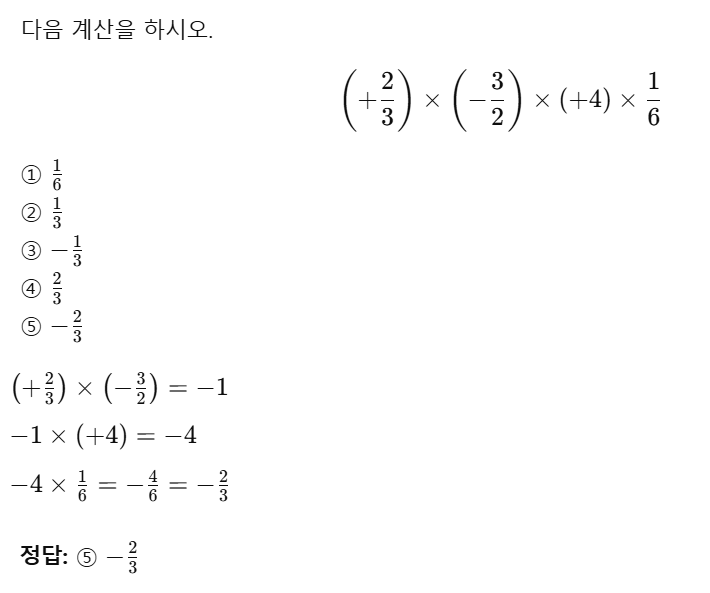 다음 계산을 하시오.
(+2/3) × (−3/2) × (+4) × 1/6
① 1/6
② 1/3
③ −1/3
④ 2/3
⑤ −2/3
(+2/3) × (−3/2) = −1
−1 × (+4) = −4
−4 × 1/6 = −4/6 = −2/3
정답: ⑤ −2/3